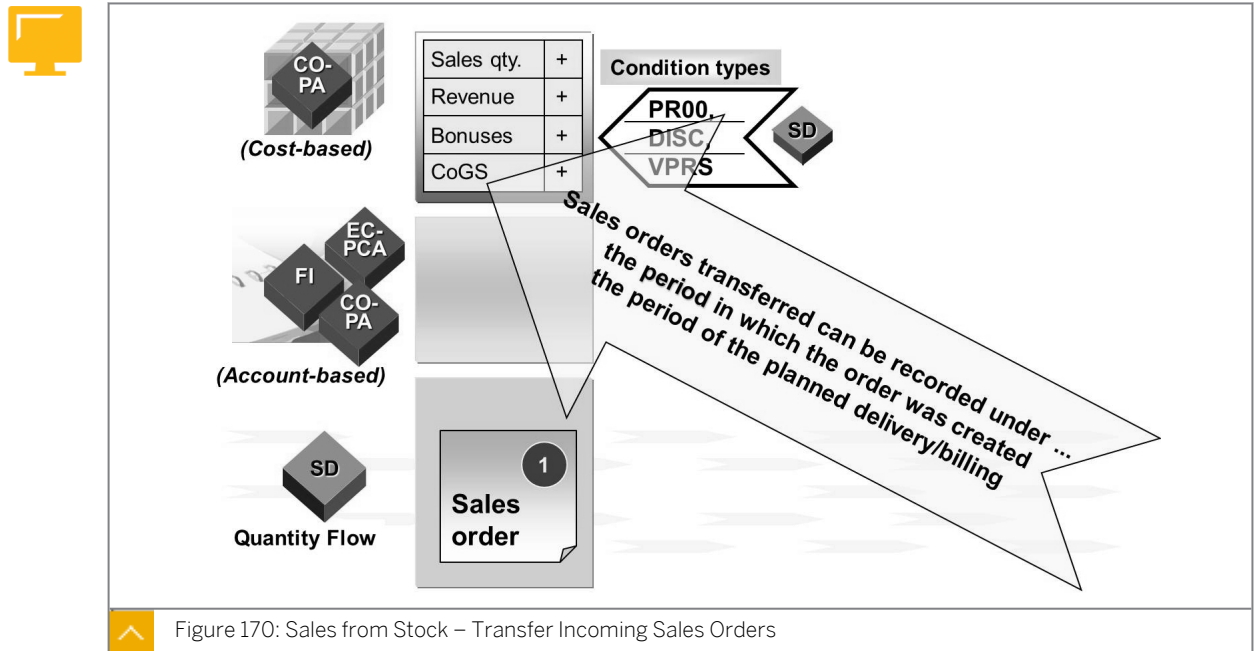 CO-
PA
(Cost-based)
Sales qty. +
Revenue +
Bonuses +
CoGS +
Condition types
PR00,
DISC,
VPRS
SD
EC-
PCA
FI
CO-
PA
(Account-based)
Sales orders transferred can be recorded under ...
the period in which the order was created
the period of the planned delivery/billing
SD
Quantity Flow
1
Sales
order
Figure 170: Sales from Stock – Transfer Incoming Sales Orders